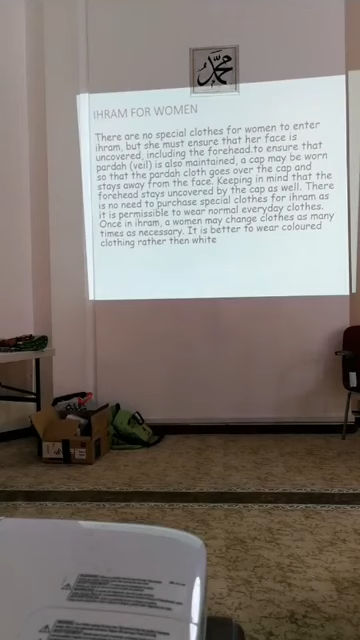 محمد
IHRAM FOR WOMEN
There are no special clothes for women to enter
ihram, but she must ensure that her face is
uncovered, including the forehead.to ensure that
pardah (veil) is also maintained, a cap may be worn
so that the pardah cloth goes over the cap and
stays away from the face. Keeping in mind that the
forehead stays uncovered by the cap as well. There
is no need to purchase special clothes for ihram as
it is permissible to wear normal everyday clothes.
Once in ihram, a women may change clothes as many
times as necessary. It is better to wear coloured
clothing rather then white